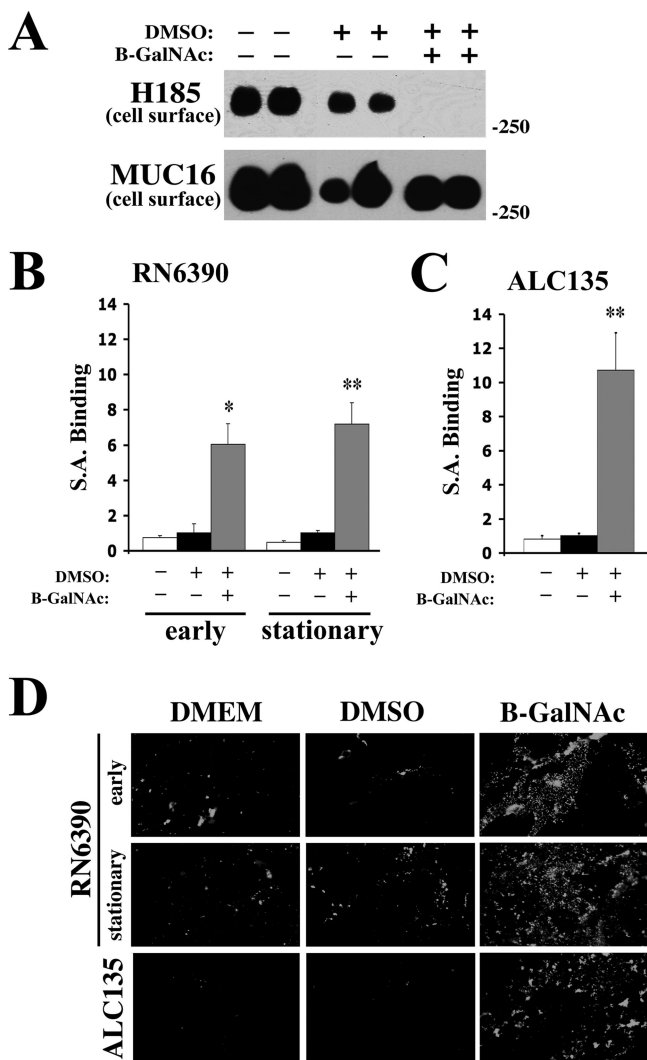 A
DMSO: − − + + + +
B-GalNAc: − − − − + +
H185
(cell surface)
-250
MUC16
(cell surface)
-250
B
RN6390
14
12
10
8
6
4
2
0
S.A. Binding
*
**
DMSO: − + + − + +
B-GalNAc: − − + − − +
early stationary
C
ALC135
14
12
10
8
6
4
2
0
S.A. Binding
**
DMSO: − + +
B-GalNAc: − − +
D
DMEM DMSO B-GalNAc
RN6390
early
stationary
ALC135